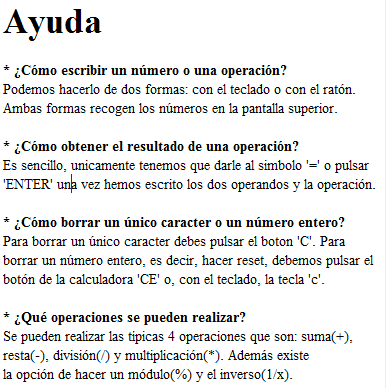 Ayuda
* ¿Cómo escribir un número o una operación?
Podemos hacerlo de dos formas: con el teclado o con el ratón.
Ambas formas recogen los números en la pantalla superior.
* ¿Cómo obtener el resultado de una operación?
Es sencillo, unicamente tenemos que darle al simbolo '=' o pulsar
'ENTER' una vez hemos escrito los dos operandos y la operación.
* ¿Cómo borrar un único caracter o un número entero?
Para borrar un único caracter debes pulsar el boton 'C'. Para
borrar un número entero, es decir, hacer reset, debemos pulsar el
botón de la calculadora 'CE' o, con el teclado, la tecla 'c'.
* ¿Qué operaciones se pueden realizar?
Se pueden realizar las típicas 4 operaciones que son: suma(+),
resta(-), división(/) y multiplicación(*). Además existe
la opción de hacer un módulo(%) y el inverso(1/x).